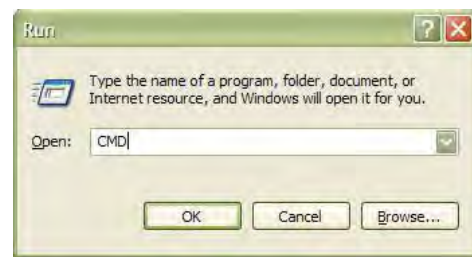 Run
Type the name of a program, folder, document, or
Internet resource, and Windows will open it for you.
Open: CMD
OK Cancel Browse...